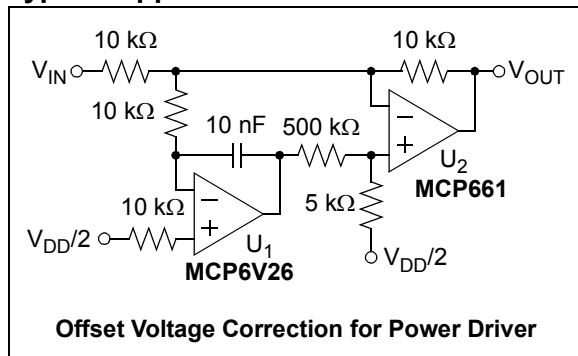 10 kΩ
10 kΩ
V_IN
V_OUT
10 kΩ
10 nF
500 kΩ
−
+
U_2
MCP661
10 kΩ
−
+
5 kΩ
V_DD/2
U_1
MCP6V26
V_DD/2
Offset Voltage Correction for Power Driver